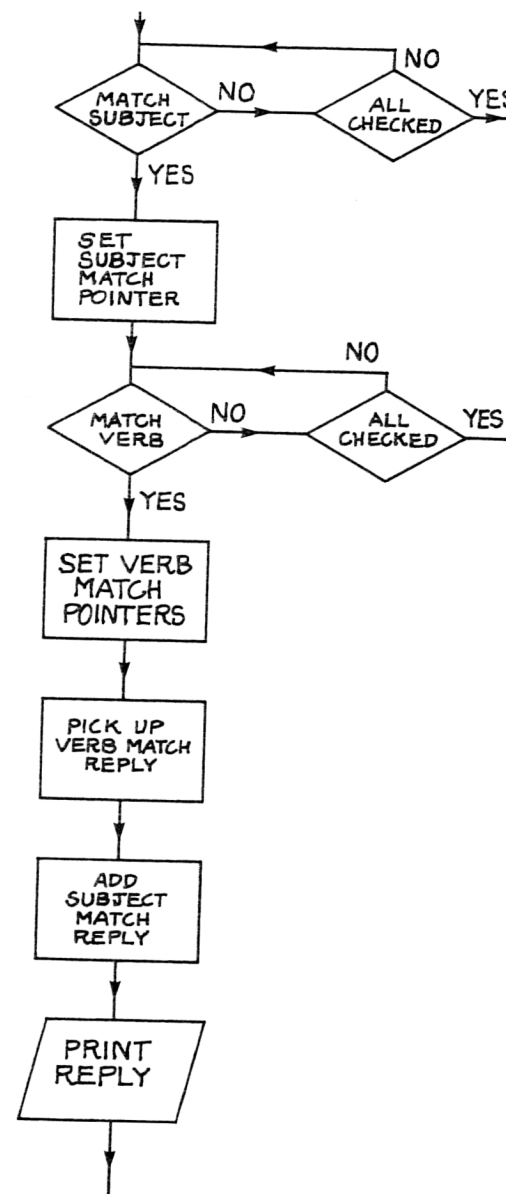 NO
MATCH
SUBJECT
NO
ALL
CHECKED
YES
YES
SET
SUBJECT
MATCH
POINTER
NO
MATCH
VERB
NO
ALL
CHECKED
YES
YES
SET VERB
MATCH
POINTERS
PICK UP
VERB MATCH
REPLY
ADD
SUBJECT
MATCH
REPLY
PRINT
REPLY